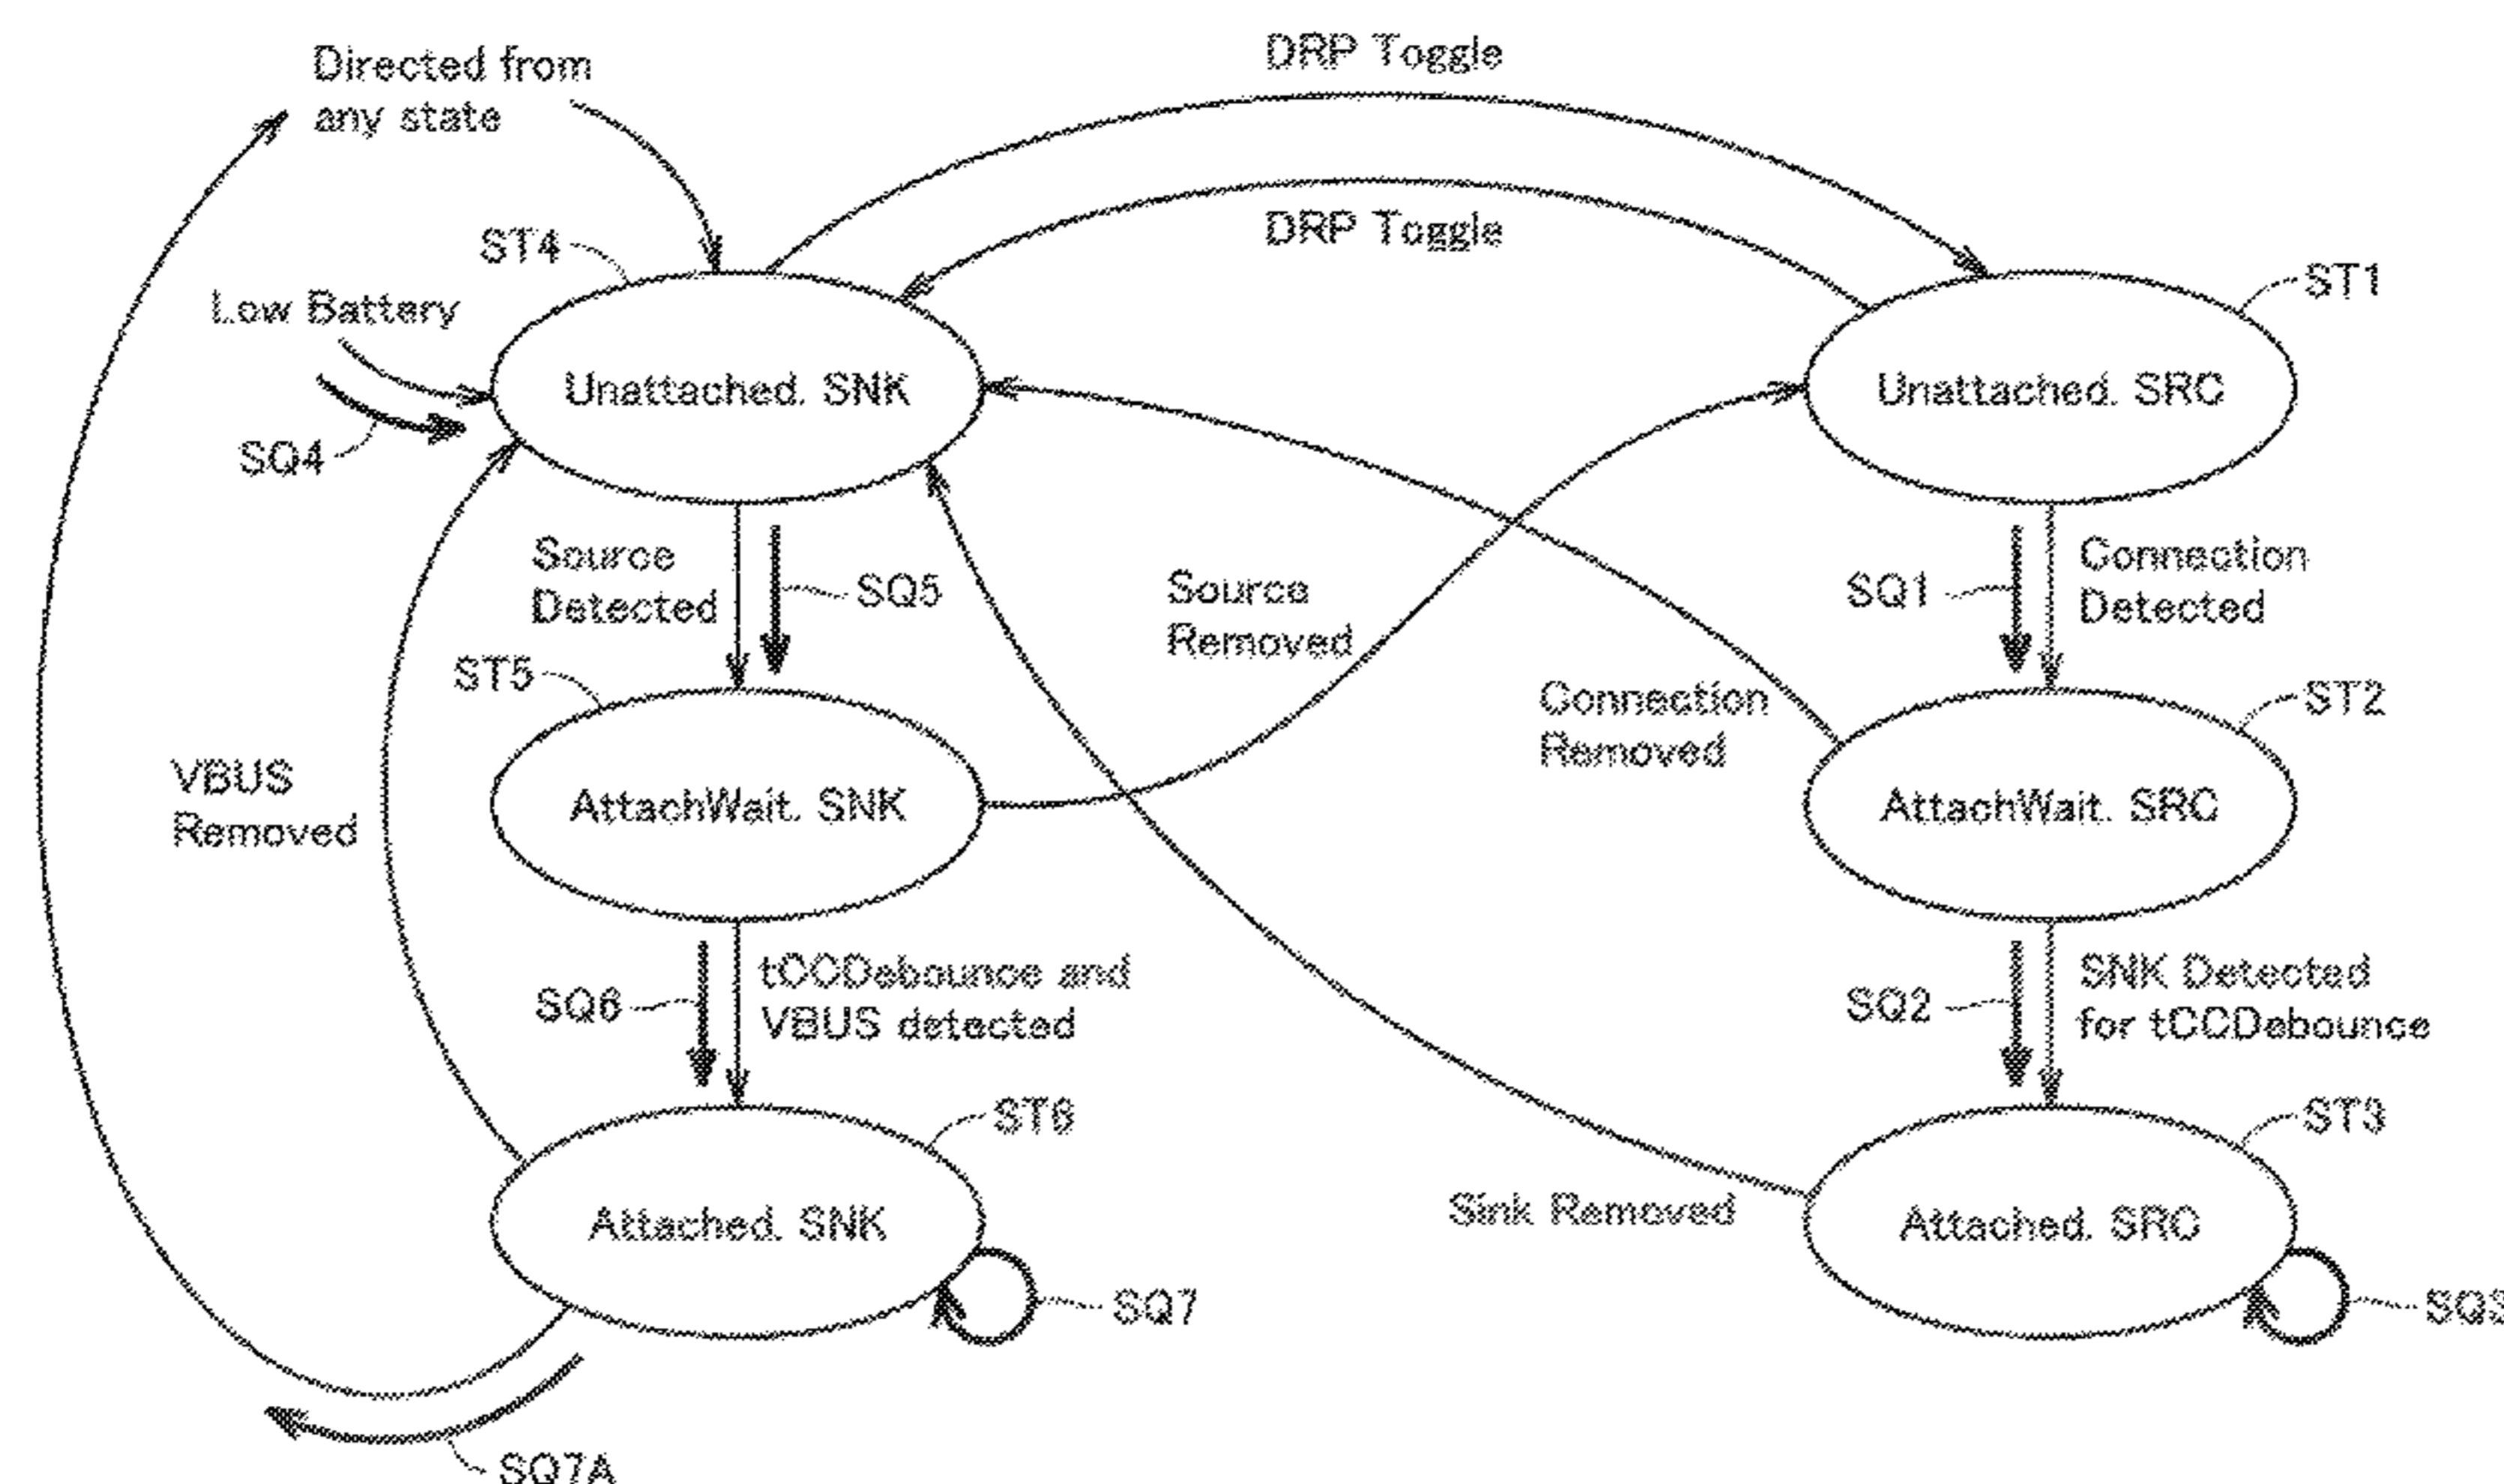 Directed from
any state
DRP Toggle
DRP Toggle
ST4
ST1
Low Battery
Unattached. SNK
Unattached. SRC
SQ4
Source
Detected
SQ5
Source
Removed
SQ1
Connection
Detected
ST5
Connection
Removed
ST2
VBUS
Removed
AttachWait. SNK
AttachWait. SRC
SQ6
tCCDebounce and
VBUS detected
SQ2
SNK Detected
for tCCDebounce
ST6
ST3
Attached. SNK
Sink Removed
Attached. SRC
SQ7
SQ3
SQ7A